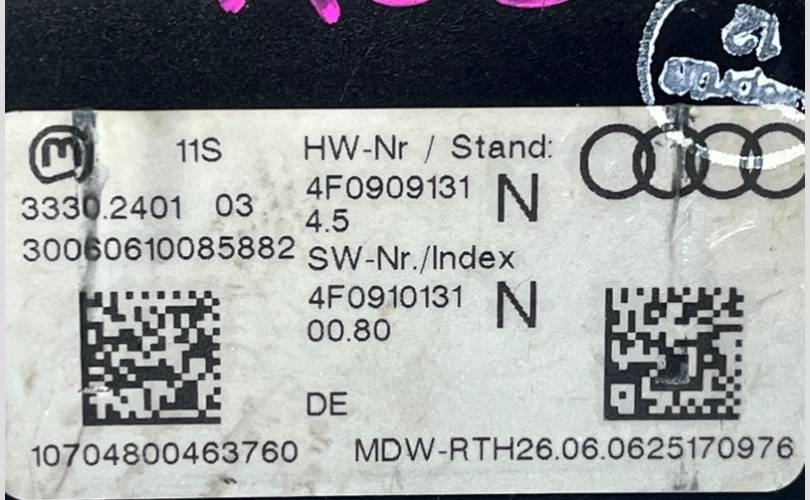 11S
3330.2401 03
30060610085882
HW-Nr / Stand:
4F0909131 N
4.5
SW-Nr./Index
4F0910131 N
00.80
DE
10704800463760
MDW-RTH26.06.0625170976